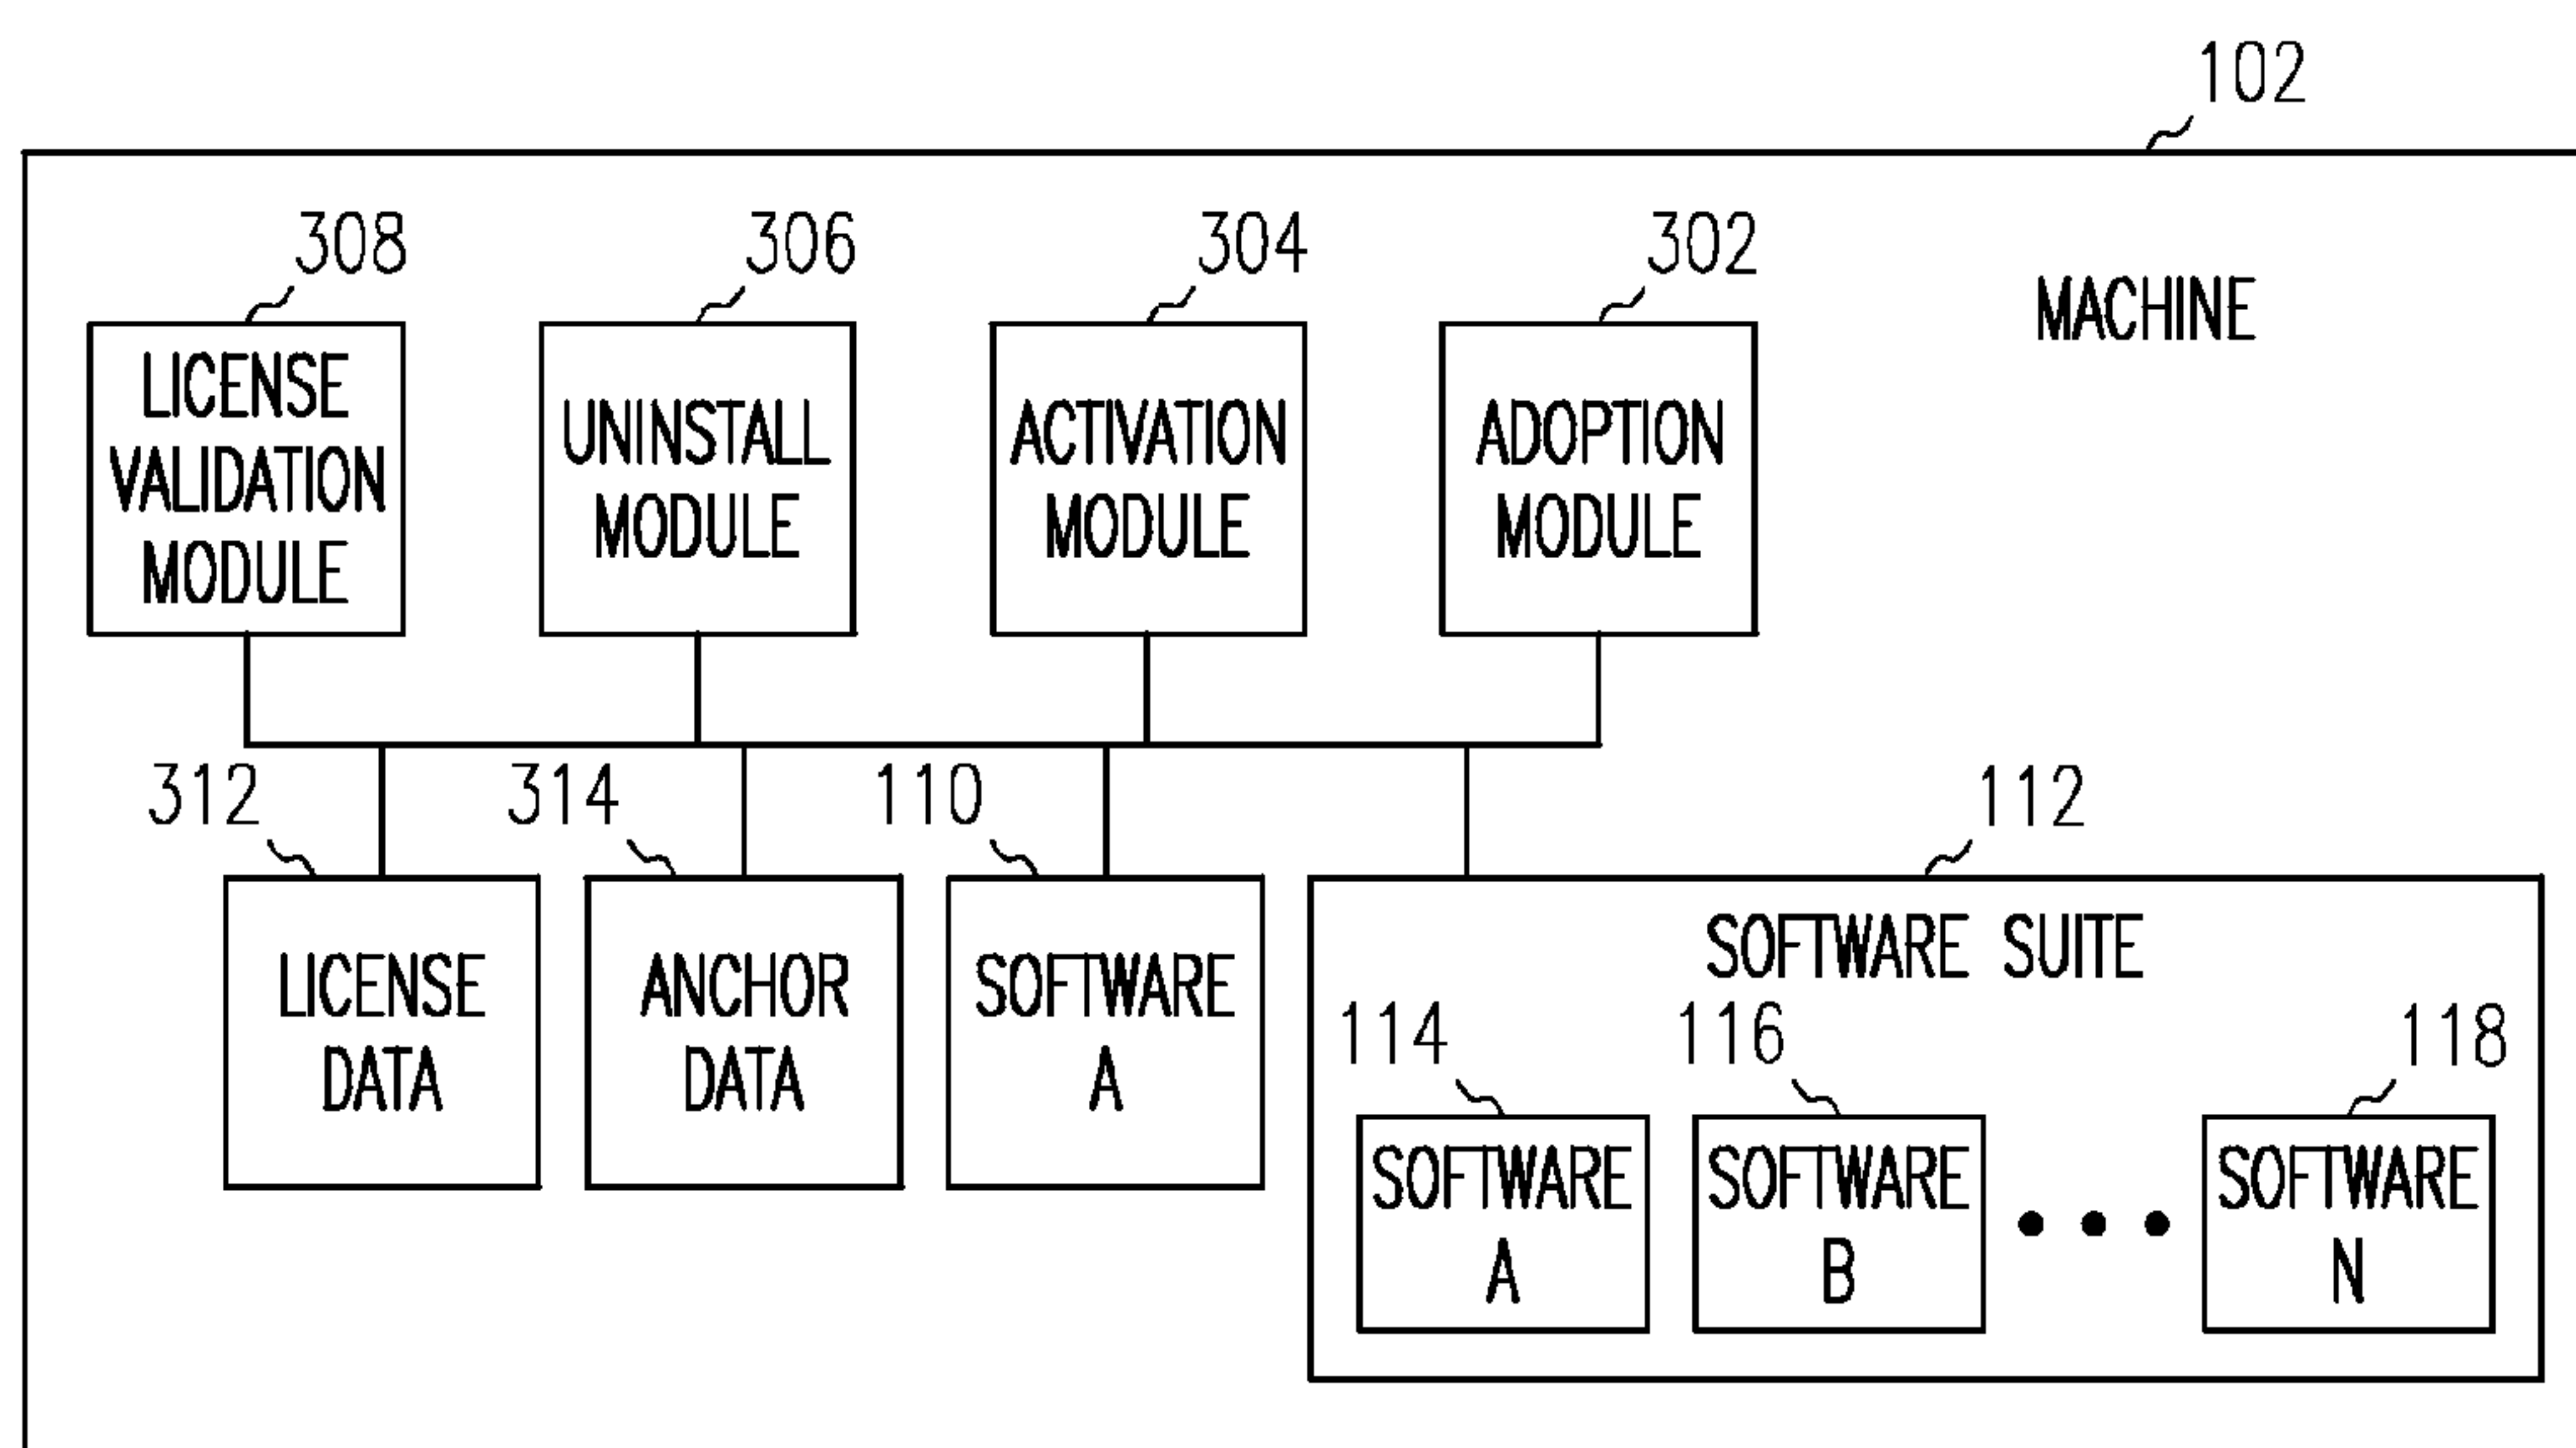 102
308
306
304
302
MACHINE
LICENSE
VALIDATION
MODULE
UNINSTALL
MODULE
ACTIVATION
MODULE
ADOPTION
MODULE
312
314
110
112
LICENSE
DATA
ANCHOR
DATA
SOFTWARE
A
SOFTWARE SUITE
114
116
118
SOFTWARE
A
SOFTWARE
B
SOFTWARE
N